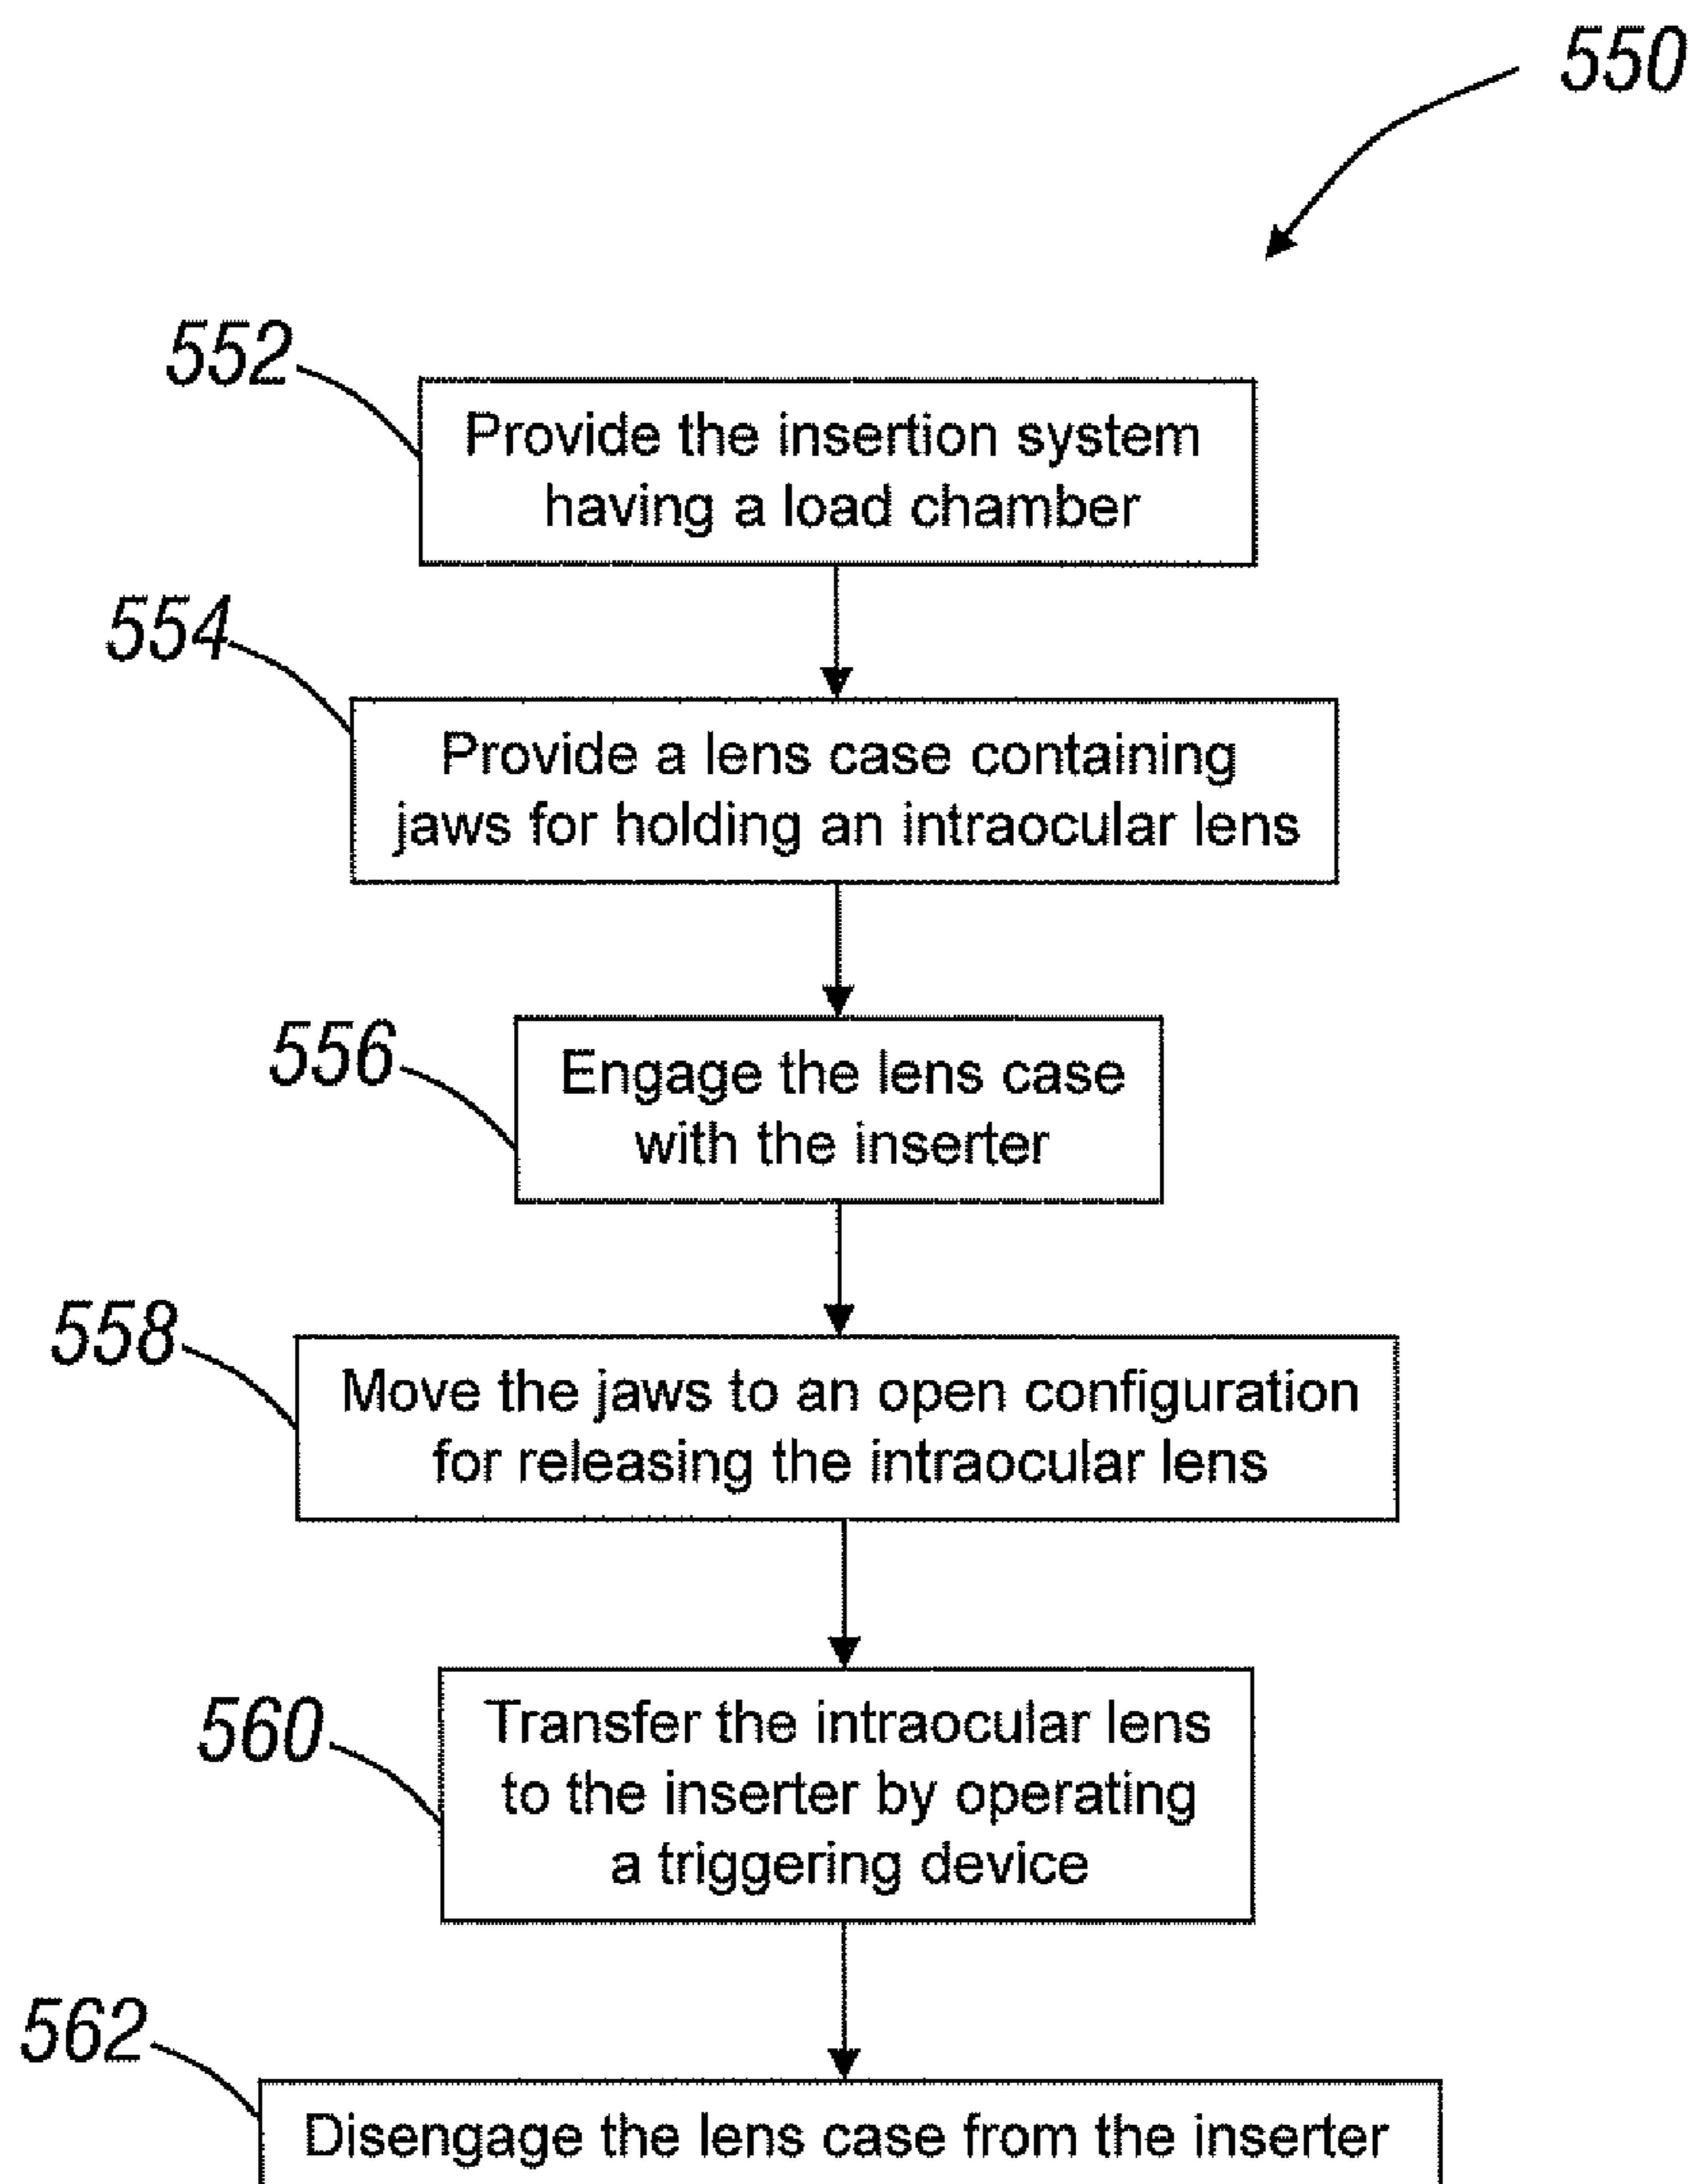 550
552
Provide the insertion system
having a load chamber
554
Provide a lens case containing
jaws for holding an intraocular lens
556
Engage the lens case
with the inserter
558
Move the jaws to an open configuration
for releasing the intraocular lens
560
Transfer the intraocular lens
to the inserter by operating
a triggering device
562
Disengage the lens case from the inserter